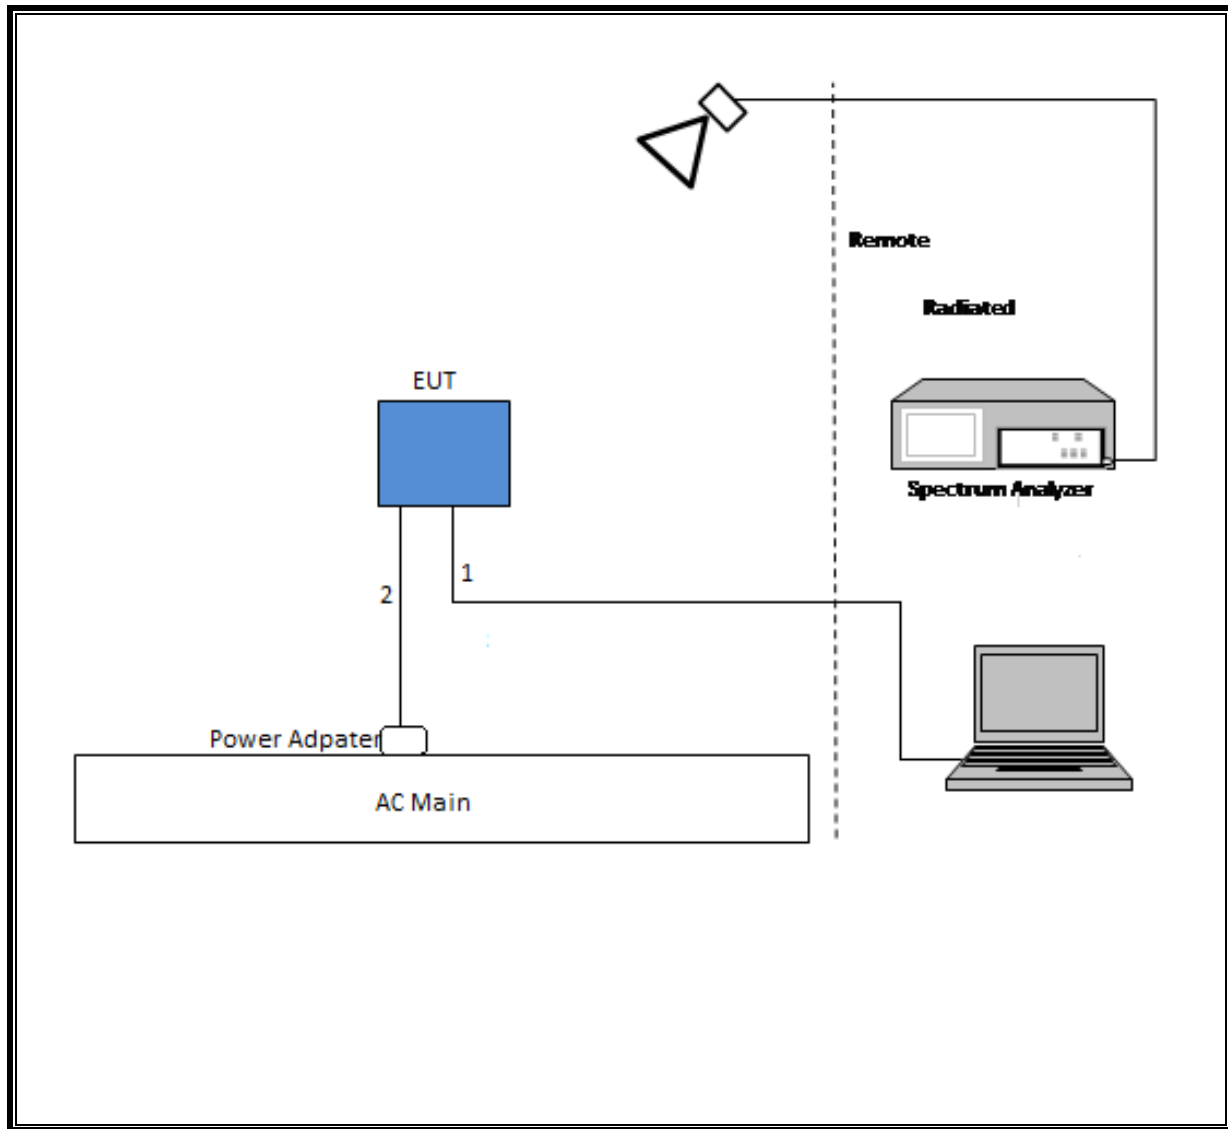 Remote
Radiated
EUT
Spectrum Analyzer
1
2
Power Adpater
AC Main